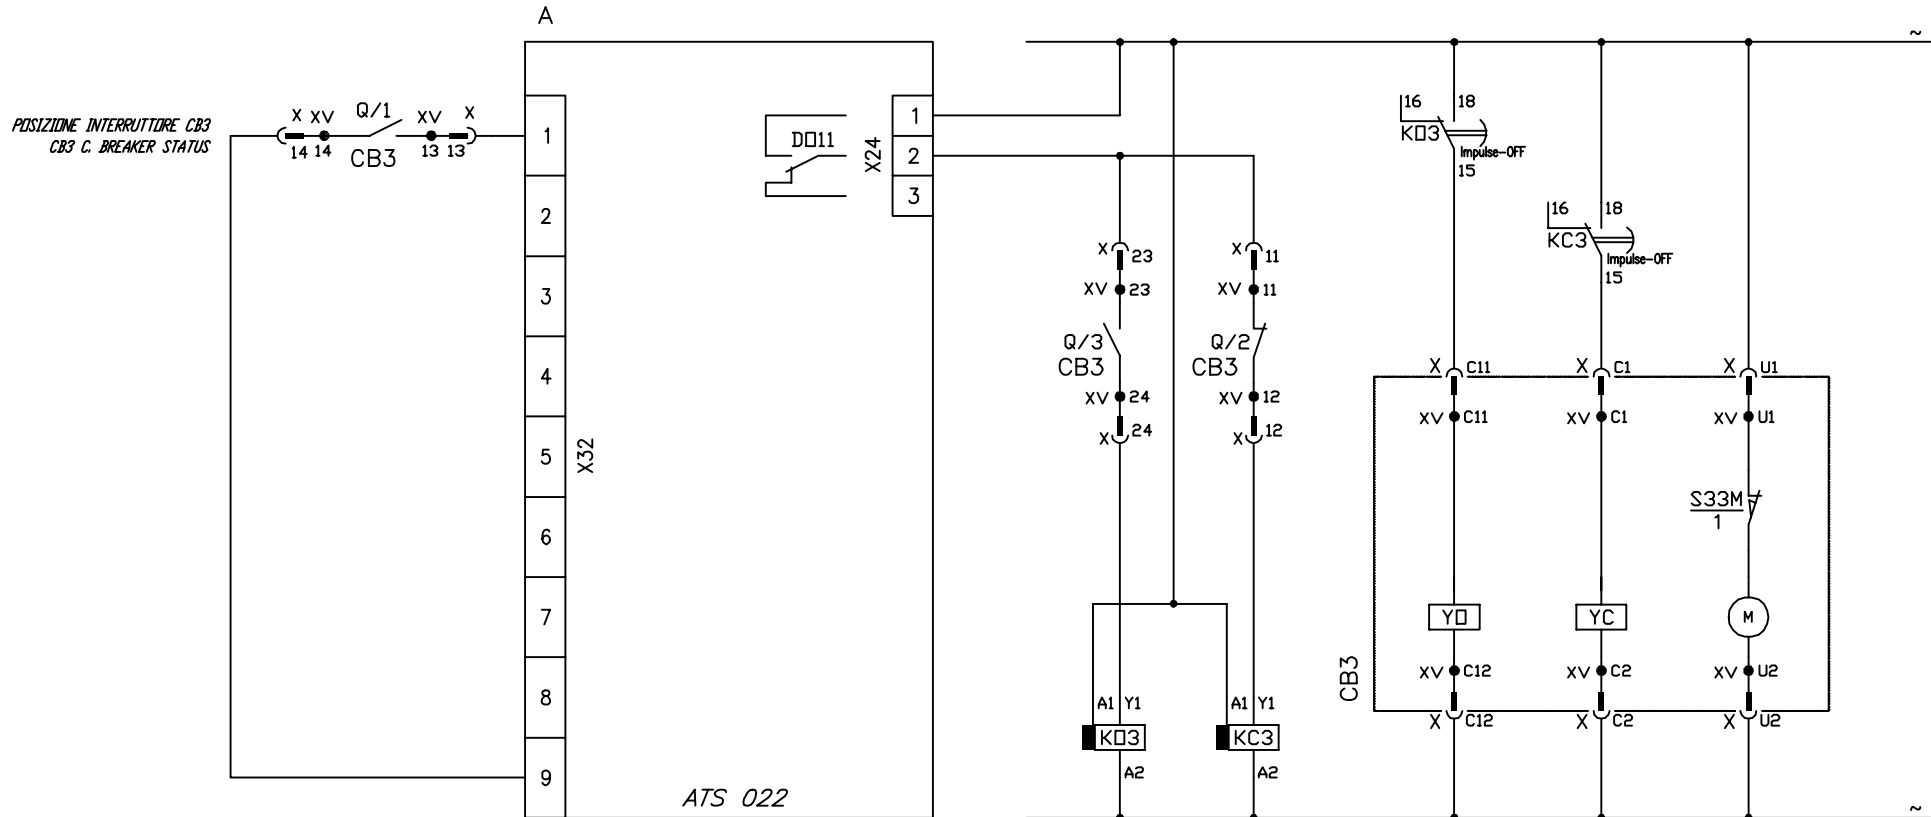 A
~
POSIZIONE INTERRUTTORE CB3
CB3 C. BREAKER STATUS
X XV Q/1 XV X
14 14 CB3 13 13
1
2
3
4
5
6
7
8
9
X32
DO11
X24
1
2
3
ATS 022
X 23
XV 23
Q/3
CB3
XV 24
X 24
X 11
XV 11
Q/2
CB3
XV 12
X 12
A1 Y1
KO3
A2
A1 Y1
KC3
A2
16 18
KO3
Impulse-OFF
15
16 18
KC3
Impulse-OFF
15
X C11
XV C11
YO
XV C12
X C12
X C1
XV C1
YC
XV C2
X C2
X U1
XV U1
S33M
1
M
XV U2
X U2
CB3
~